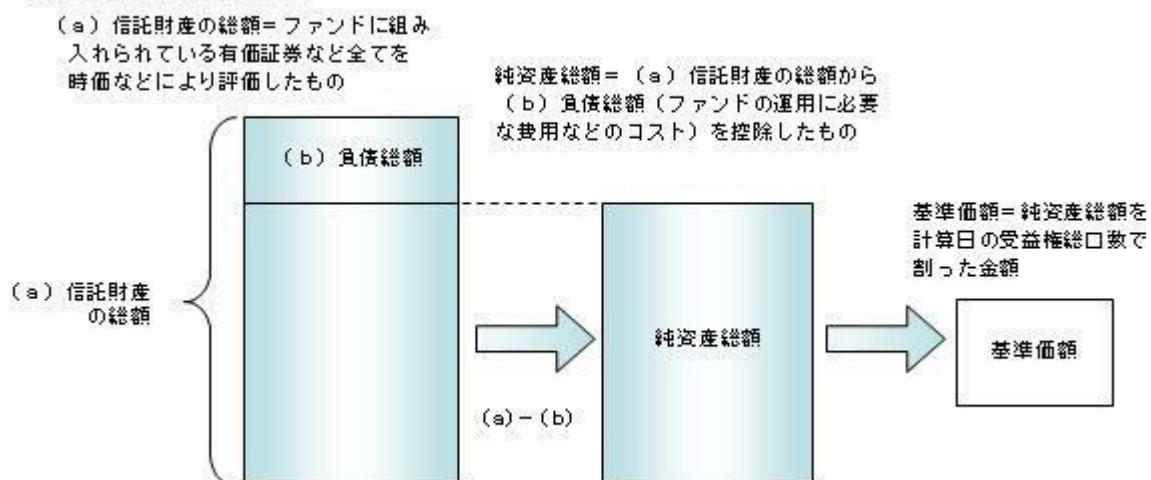 (a)信託財産の総額=ファンドに組み
入れられている有価証券など全てを
時価などにより評価したもの
純資産総額=(a)信託財産の総額から
(b)負債総額(ファンドの運用に必要
な費用などのコスト)を控除したもの
(b)負債総額
基準価額=純資産総額を
計算日の受益権総口数で
割った金額
(a)信託財産
の総額
純資産総額
基準価額
(a)-(b)